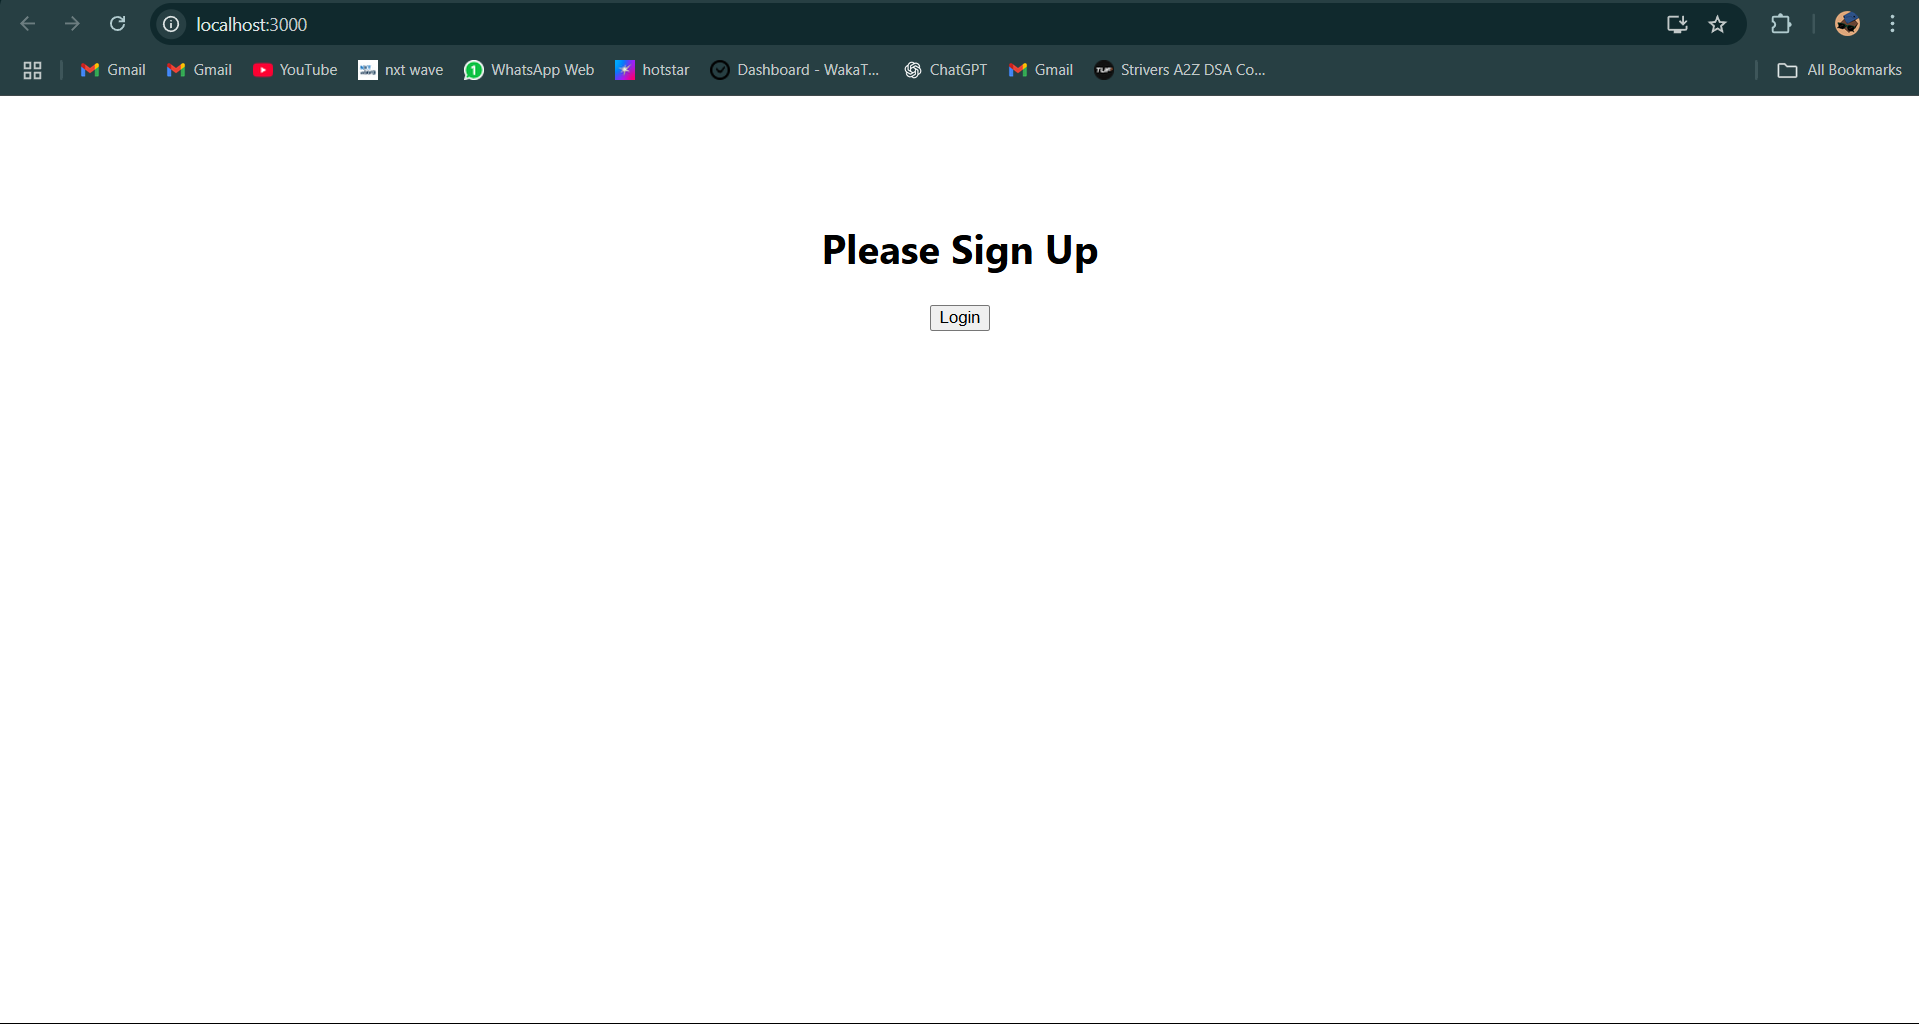 localhost:3000
Gmail Gmail YouTube nxt wave WhatsApp Web hotstar Dashboard - WakaT... ChatGPT Gmail Strivers A2Z DSA Co... All Bookmarks
Please Sign Up
Login